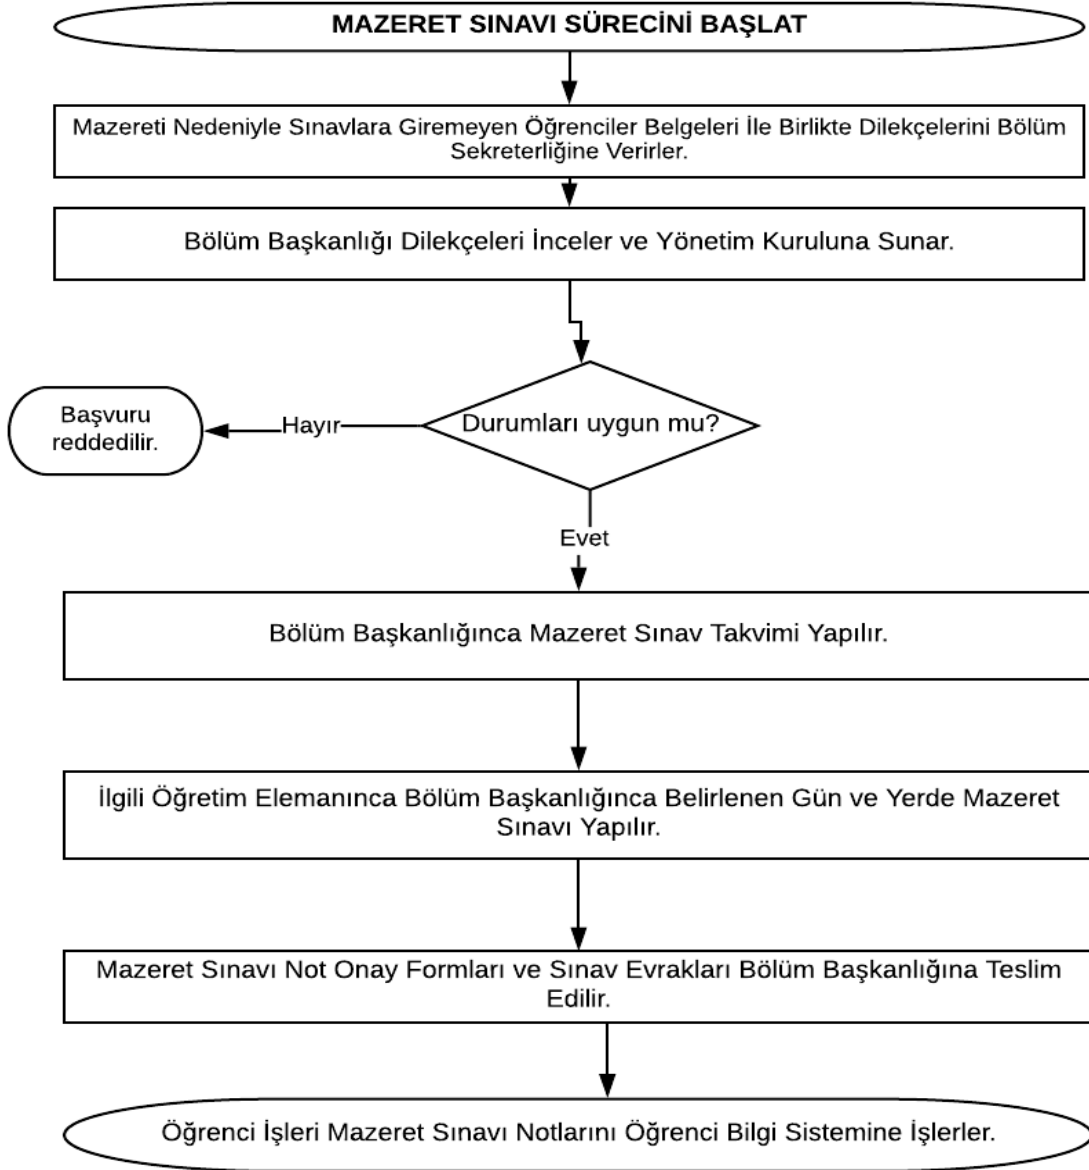 MAZERET SINAVI SÜRECİNİ BAŞLAT
Mazereti Nedeniyle Sınavlara Giremeyen Öğrenciler Belgeleri İle Birlikte Dilekçelerini Bölüm
Sekreterliğine Verirler.
Bölüm Başkanlığı Dilekçeleri İnceler ve Yönetim Kuruluna Sunar.
Durumları uygun mu?
Hayır
Başvuru
reddedilir.
Evet
Bölüm Başkanlığınca Mazeret Sınav Takvimi Yapılır.
İlgili Öğretim Elemanınca Bölüm Başkanlığınca Belirlenen Gün ve Yerde Mazeret
Sınavı Yapılır.
Mazeret Sınavı Not Onay Formları ve Sınav Evrakları Bölüm Başkanlığına Teslim
Edilir.
Öğrenci İşleri Mazeret Sınavı Notlarını Öğrenci Bilgi Sistemine İşlerler.